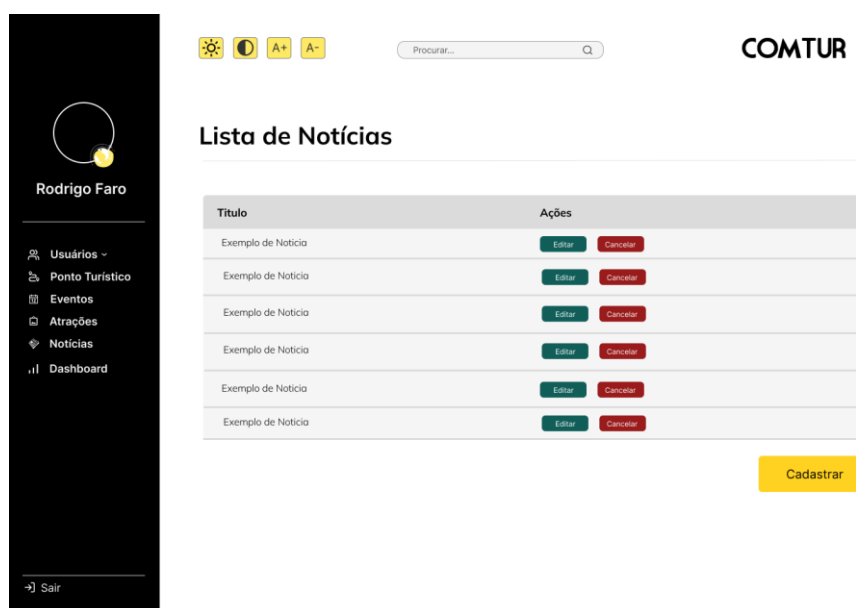 A+ A-
Procurar...
COMTUR
Rodrigo Faro
Usuários
Ponto Turístico
Eventos
Atrações
Notícias
Dashboard
Sair
Lista de Notícias
Titulo Ações
Exemplo de Noticia Editar Cancelar
Exemplo de Noticia Editar Cancelar
Exemplo de Noticia Editar Cancelar
Exemplo de Noticia Editar Cancelar
Exemplo de Noticia Editar Cancelar
Exemplo de Noticia Editar Cancelar
Cadastrar